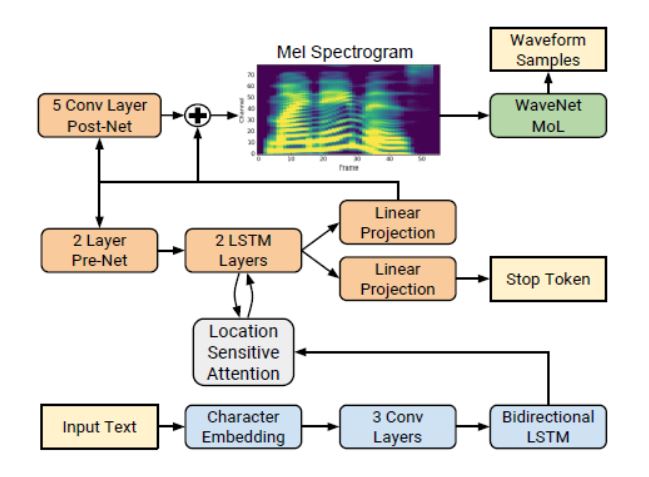 Waveform
Samples
Mel Spectrogram
70
60
50
40
30
20
10
0
Channel
0
10
20
30
40
50
Frame
5 Conv Layer
Post-Net
WaveNet
MoL
2 Layer
Pre-Net
2 LSTM
Layers
Linear
Projection
Linear
Projection
Stop Token
Location
Sensitive
Attention
Input Text
Character
Embedding
3 Conv
Layers
Bidirectional
LSTM